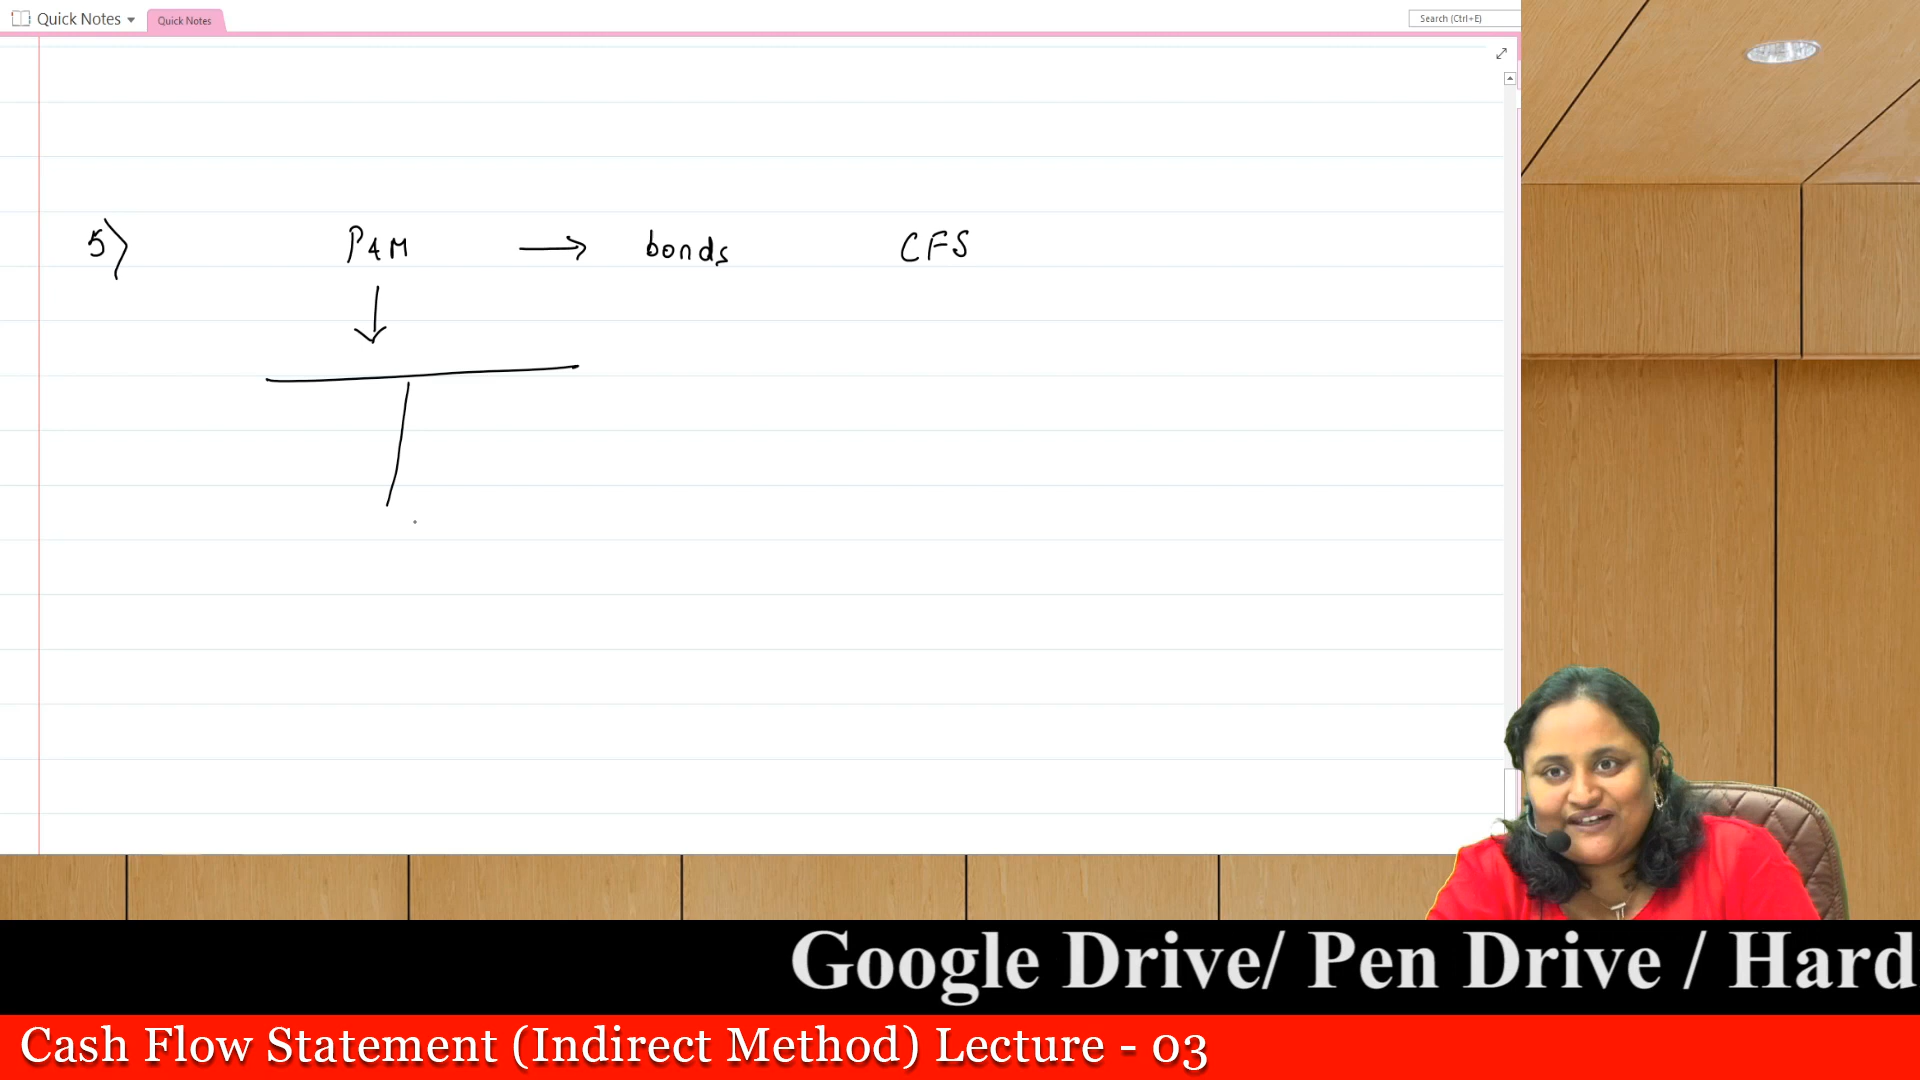 Quick Notes
Quick Notes
Search (Ctrl+E)
5) P4M → bonds CFS
Google Drive/ Pen Drive / Hard
Cash Flow Statement (Indirect Method) Lecture - 03